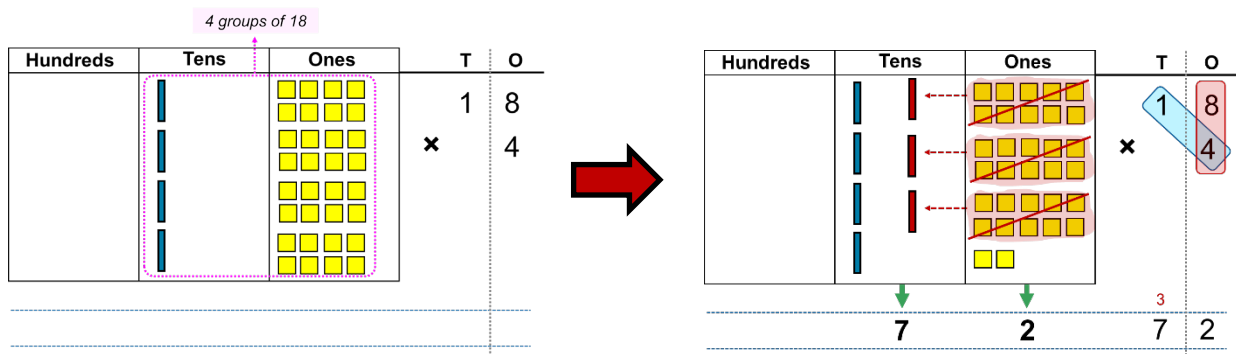 4 groups of 18
Hundreds Tens Ones T O
1 8
× 4
Hundreds Tens Ones T O
1 8
× 4
3
7 2 7 2